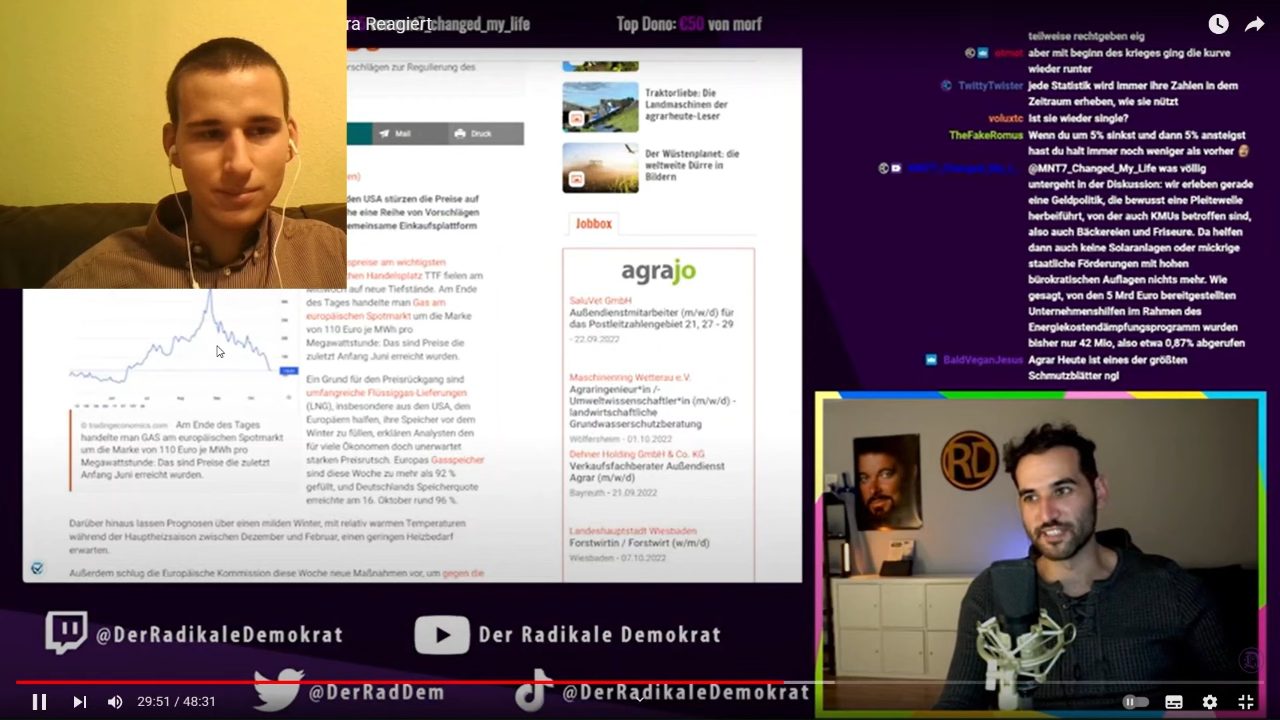 ra Reagiert
changed_my_life
Top Dono: €50 von morf
orschlägen zur Regulierung des
Mail
Druck
den USA stürzen die Preise auf
he eine Reihe von Vorschlägen
emeinsame Einkaufsplattform
spreise am wichtigsten
chen Handelsplatz TTF fielen am
Mittwoch auf neue Tiefstände. Am Ende
des Tages handelte man Gas am
europäischen Spotmarkt um die Marke
von 110 Euro je MWh pro
Megawattstunde: Das sind Preise die
zuletzt Anfang Juni erreicht wurden.
Ein Grund für den Preisrückgang sind
umfangreiche Flüssiggas-Lieferungen
(LNG), insbesondere aus den USA, den
Europäern halfen, ihre Speicher vor dem
Winter zu füllen, erklären Analysten den
für viele Ökonomen doch unerwartet
starken Preisrutsch. Europas Gasspeicher
sind diese Woche zu mehr als 92 %
gefüllt, und Deutschlands Speicherquote
erreichte am 16. Oktober rund 96 %.
© tradingeconomics.com Am Ende des Tages
handelte man GAS am europäischen Spotmarkt
um die Marke von 110 Euro je MWh pro
Megawattstunde: Das sind Preise die zuletzt
Anfang Juni erreicht wurden.
Darüber hinaus lassen Prognosen über einen milden Winter, mit relativ warmen Temperaturen
während der Hauptheizsaison zwischen Dezember und Februar, einen geringen Heizbedarf
erwarten.
Außerdem schlug die Europäische Kommission diese Woche neue Maßnahmen vor, um gegen die
Traktorliebe: Die
Landmaschinen der
agrarheute-Leser
Der Wüstenplanet: die
weltweite Dürre in
Bildern
Jobbox
agrajo
SaluVet GmbH
Außendienstmitarbeiter (m/w/d) für
das Postleitzahlengebiet 21, 27 - 29
- 22.09.2022
Maschinenring Wetterau e.V.
Agraringenieur*in /-
Umweltwissenschaftler*in (m/w/d) -
landwirtschaftliche
Grundwasserschutzberatung
Wölfersheim - 01.10.2022
Dehner Holding GmbH & Co. KG
Verkaufsfachberater Außendienst
Agrar (m/w/d)
Bayreuth - 21.09.2022
Landeshauptstadt Wiesbaden
Forstwirtin / Forstwirt (w/m/d)
Wiesbaden - 07.10.2022
teilweise rechtgeben eig
aber mit beginn des krieges ging die kurve
wieder runter
TwittyTwister jede Statistik wird immer ihre Zahlen in dem
Zeitraum erheben, wie sie nützt
voluxtc Ist sie wieder single?
TheFakeRomus Wenn du um 5% sinkst und dann 5% ansteigst
hast du halt immer noch weniger als vorher
@MNT7_Changed_My_Life was völlig
untergeht in der Diskussion: wir erleben gerade
eine Geldpolitik, die bewusst eine Pleitewelle
herbeiführt, von der auch KMUs betroffen sind,
also auch Bäckereien und Friseure. Da helfen
dann auch keine Solaranlagen oder mickrige
staatliche Förderungen mit hohen
bürokratischen Auflagen nichts mehr. Wie
gesagt, von den 5 Mrd Euro bereitgestellten
Unternehmenshilfen im Rahmen des
Energiekostendämpfungsprogramm wurden
bisher nur 42 Mio, also etwa 0,87% abgerufen
BaldVeganJesus Agrar Heute ist eines der größten
Schmutzblätter ngl
RD
@DerRadikaleDemokrat
Der Radikale Demokrat
@DerRadDem
@DerRadikaleDemokrat
29:51 / 48:31